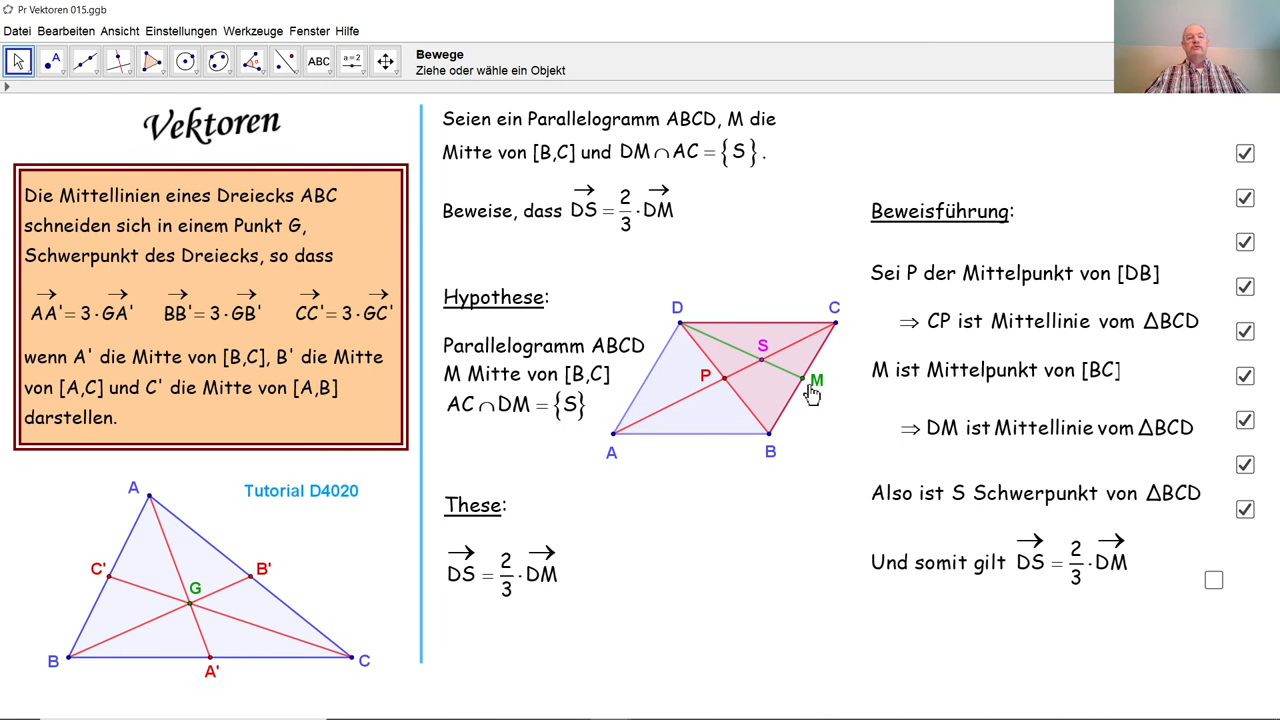 Pr Vektoren 015.ggb
Datei Bearbeiten Ansicht Einstellungen Werkzeuge Fenster Hilfe
A
ABC
a=2
Bewege
Ziehe oder wähle ein Objekt
Vektoren
Die Mittellinien eines Dreiecks ABC
schneiden sich in einem Punkt G,
Schwerpunkt des Dreiecks, so dass
→AA' = 3·→GA' →BB' = 3·→GB' →CC' = 3·→GC'
wenn A' die Mitte von [B,C], B' die Mitte
von [A,C] und C' die Mitte von [A,B]
darstellen.
Tutorial D4020
A
C'
B'
G
B
A'
C
Seien ein Parallelogramm ABCD, M die
Mitte von [B,C] und DM∩AC={S}.
Beweise, dass →DS = 2/3·→DM
Hypothese:
Parallelogramm ABCD
M Mitte von [B,C]
AC∩DM={S}
D
C
S
P
M
A
B
These:
→DS = 2/3·→DM
Beweisführung:
Sei P der Mittelpunkt von [DB]
⇒ CP ist Mittellinie vom ΔBCD
M ist Mittelpunkt von [BC]
⇒ DM ist Mittellinie vom ΔBCD
Also ist S Schwerpunkt von ΔBCD
Und somit gilt →DS = 2/3·→DM